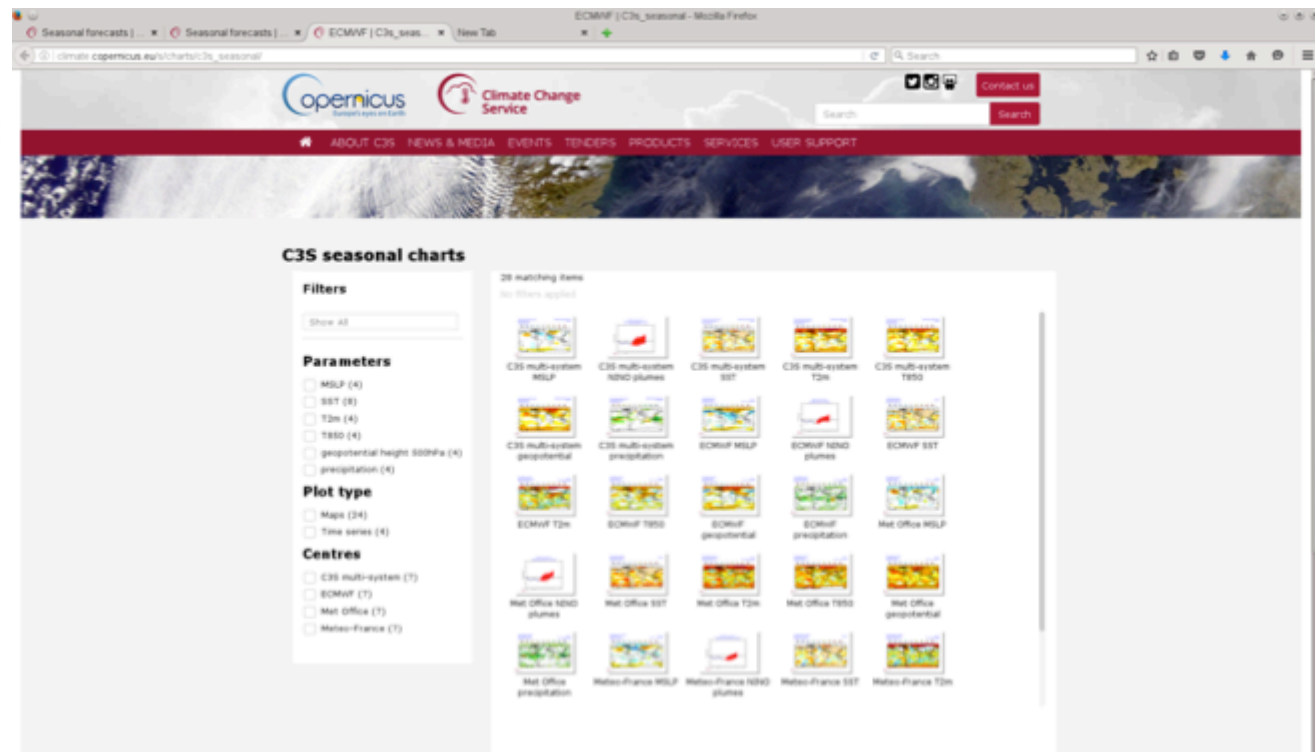 ECMWF | C3s_seasonal - Mozilla Firefox
Seasonal forecasts | ...
Seasonal forecasts | ...
ECMWF | C3s_seas...
New Tab
climate.copernicus.eu/s/charts/c3s_seasonal/
Search
opernicus
Europe's eyes on Earth
Climate Change
Service
Contact us
Search
Search
ABOUT C3S NEWS & MEDIA EVENTS TENDERS PRODUCTS SERVICES USER SUPPORT
C3S seasonal charts
Filters
Show All
Parameters
MSLP (4)
SST (8)
T2m (4)
T850 (4)
geopotential height 500hPa (4)
precipitation (4)
Plot type
Maps (24)
Time series (4)
Centres
C3S multi-system (7)
ECMWF (7)
Met Office (7)
Meteo-France (7)
28 matching items
No filters applied
C3S multi-system MSLP
C3S multi-system NINO plumes
C3S multi-system SST
C3S multi-system T2m
C3S multi-system T850
C3S multi-system geopotential
C3S multi-system precipitation
ECMWF MSLP
ECMWF NINO plumes
ECMWF SST
ECMWF T2m
ECMWF T850
ECMWF geopotential
ECMWF precipitation
Met Office MSLP
Met Office NINO plumes
Met Office SST
Met Office T2m
Met Office T850
Met Office geopotential
Met Office precipitation
Meteo-France MSLP
Meteo-France NINO plumes
Meteo-France SST
Meteo-France T2m